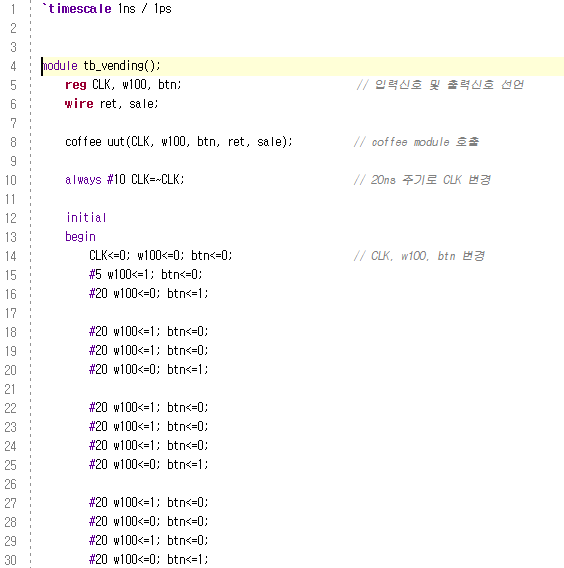 1 `timescale 1ns / 1ps
2
3
4 module tb_vending();
5 reg CLK, w100, btn; // 입력신호 및 출력신호 선언
6 wire ret, sale;
7
8 coffee uut(CLK, w100, btn, ret, sale); // coffee module 호출
9
10 always #10 CLK=~CLK; // 20ns 주기로 CLK 변경
11
12 initial
13 begin
14 CLK<=0; w100<=0; btn<=0; // CLK, w100, btn 변경
15 #5 w100<=1; btn<=0;
16 #20 w100<=0; btn<=1;
17
18 #20 w100<=1; btn<=0;
19 #20 w100<=1; btn<=0;
20 #20 w100<=0; btn<=1;
21
22 #20 w100<=1; btn<=0;
23 #20 w100<=1; btn<=0;
24 #20 w100<=1; btn<=0;
25 #20 w100<=0; btn<=1;
26
27 #20 w100<=1; btn<=0;
28 #20 w100<=0; btn<=0;
29 #20 w100<=1; btn<=0;
30 #20 w100<=0; btn<=1;